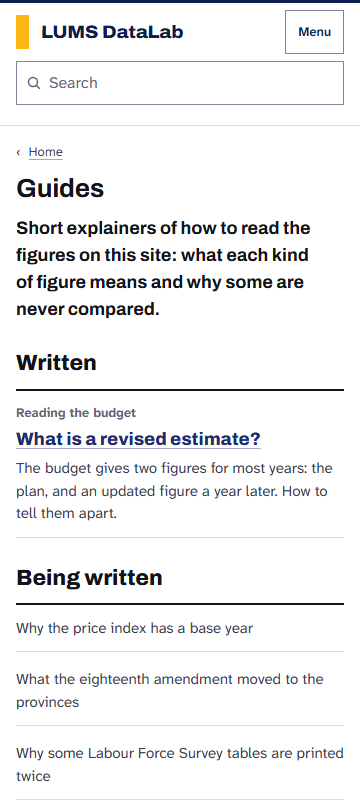 LUMS DataLab
Menu
Search
‹ Home
Guides
Short explainers of how to read the
figures on this site: what each kind
of figure means and why some are
never compared.
Written
Reading the budget
What is a revised estimate?
The budget gives two figures for most years: the
plan, and an updated figure a year later. How to
tell them apart.
Being written
Why the price index has a base year
What the eighteenth amendment moved to the
provinces
Why some Labour Force Survey tables are printed
twice